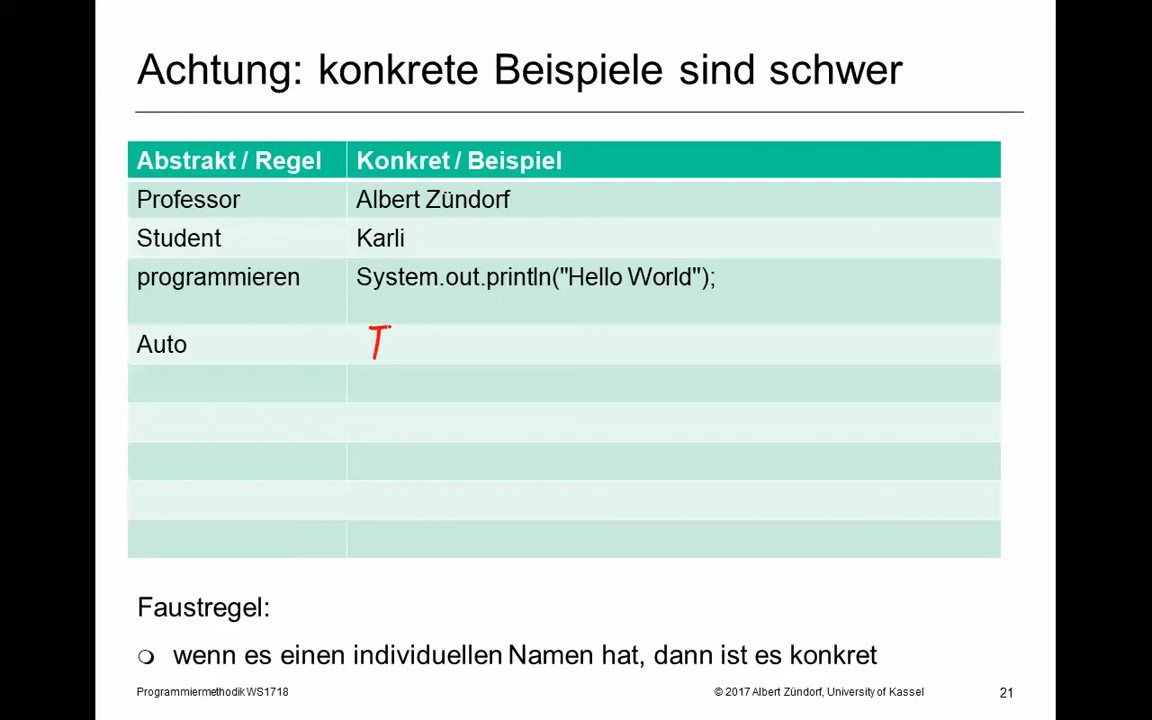 Achtung: konkrete Beispiele sind schwer
Abstrakt / Regel Konkret / Beispiel
Professor Albert Zündorf
Student Karli
programmieren System.out.println("Hello World");
Auto T
Faustregel:
wenn es einen individuellen Namen hat, dann ist es konkret
Programmiermethodik WS1718 © 2017 Albert Zündorf, University of Kassel 21